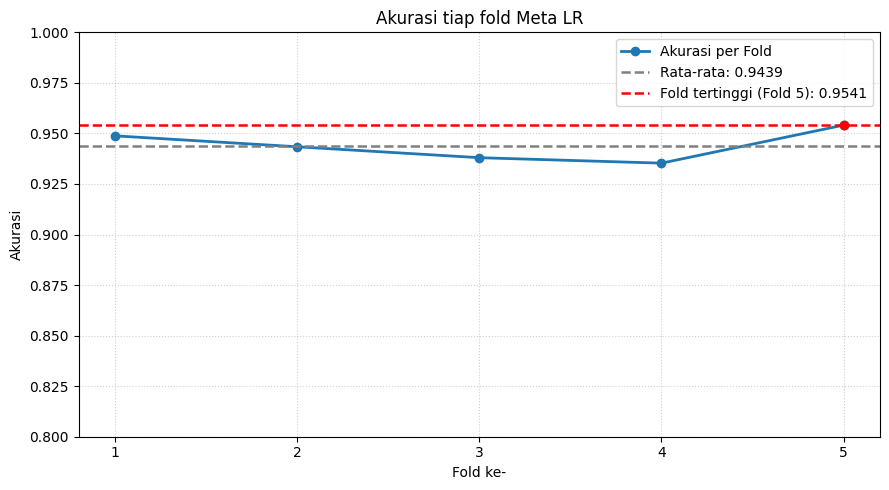 Akurasi tiap fold Meta LR
Akurasi per Fold
Rata-rata: 0.9439
Fold tertinggi (Fold 5): 0.9541
Akurasi
1.000
0.975
0.950
0.925
0.900
0.875
0.850
0.825
0.800
1 2 3 4 5
Fold ke-